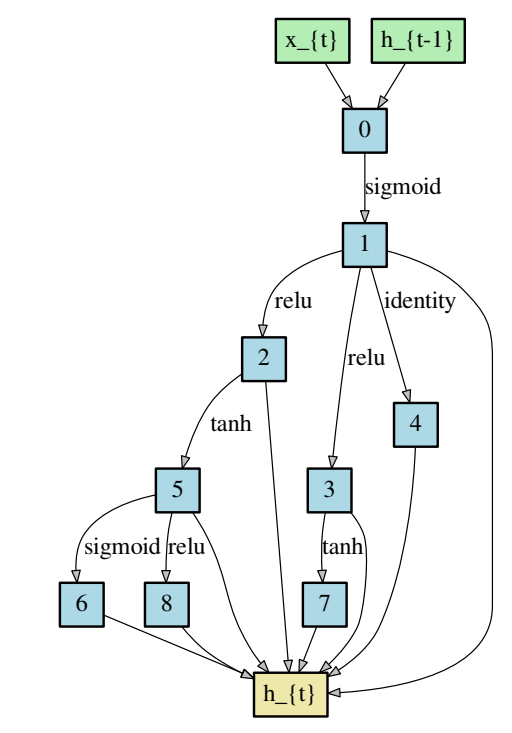 x_{t} h_{t-1}
0
sigmoid
1
relu identity
2 relu
4
tanh
5 3
sigmoid relu tanh
6 8 7
h_{t}